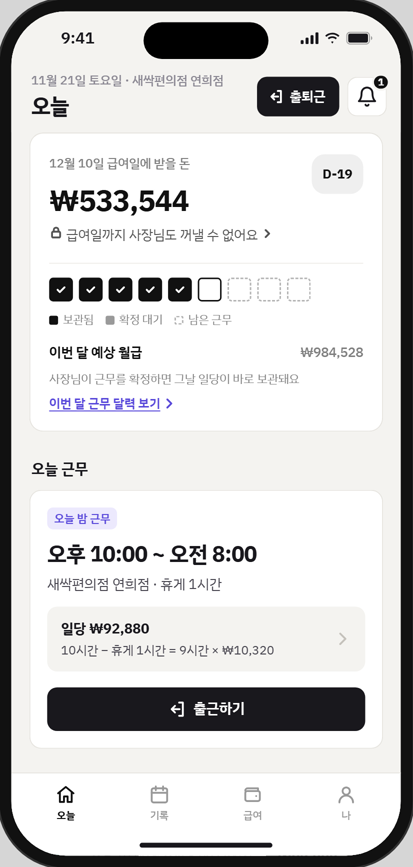 9:41
11월 21일 토요일 · 새싹편의점 연희점
오늘
출퇴근
1
12월 10일 급여일에 받을 돈
D-19
₩533,544
급여일까지 사장님도 꺼낼 수 없어요
보관됨 확정 대기 남은 근무
이번 달 예상 월급 ₩984,528
사장님이 근무를 확정하면 그날 일당이 바로 보관돼요
이번 달 근무 달력 보기
오늘 근무
오늘 밤 근무
오후 10:00 ~ 오전 8:00
새싹편의점 연희점 · 휴게 1시간
일당 ₩92,880
10시간 − 휴게 1시간 = 9시간 × ₩10,320
출근하기
오늘 기록 급여 나